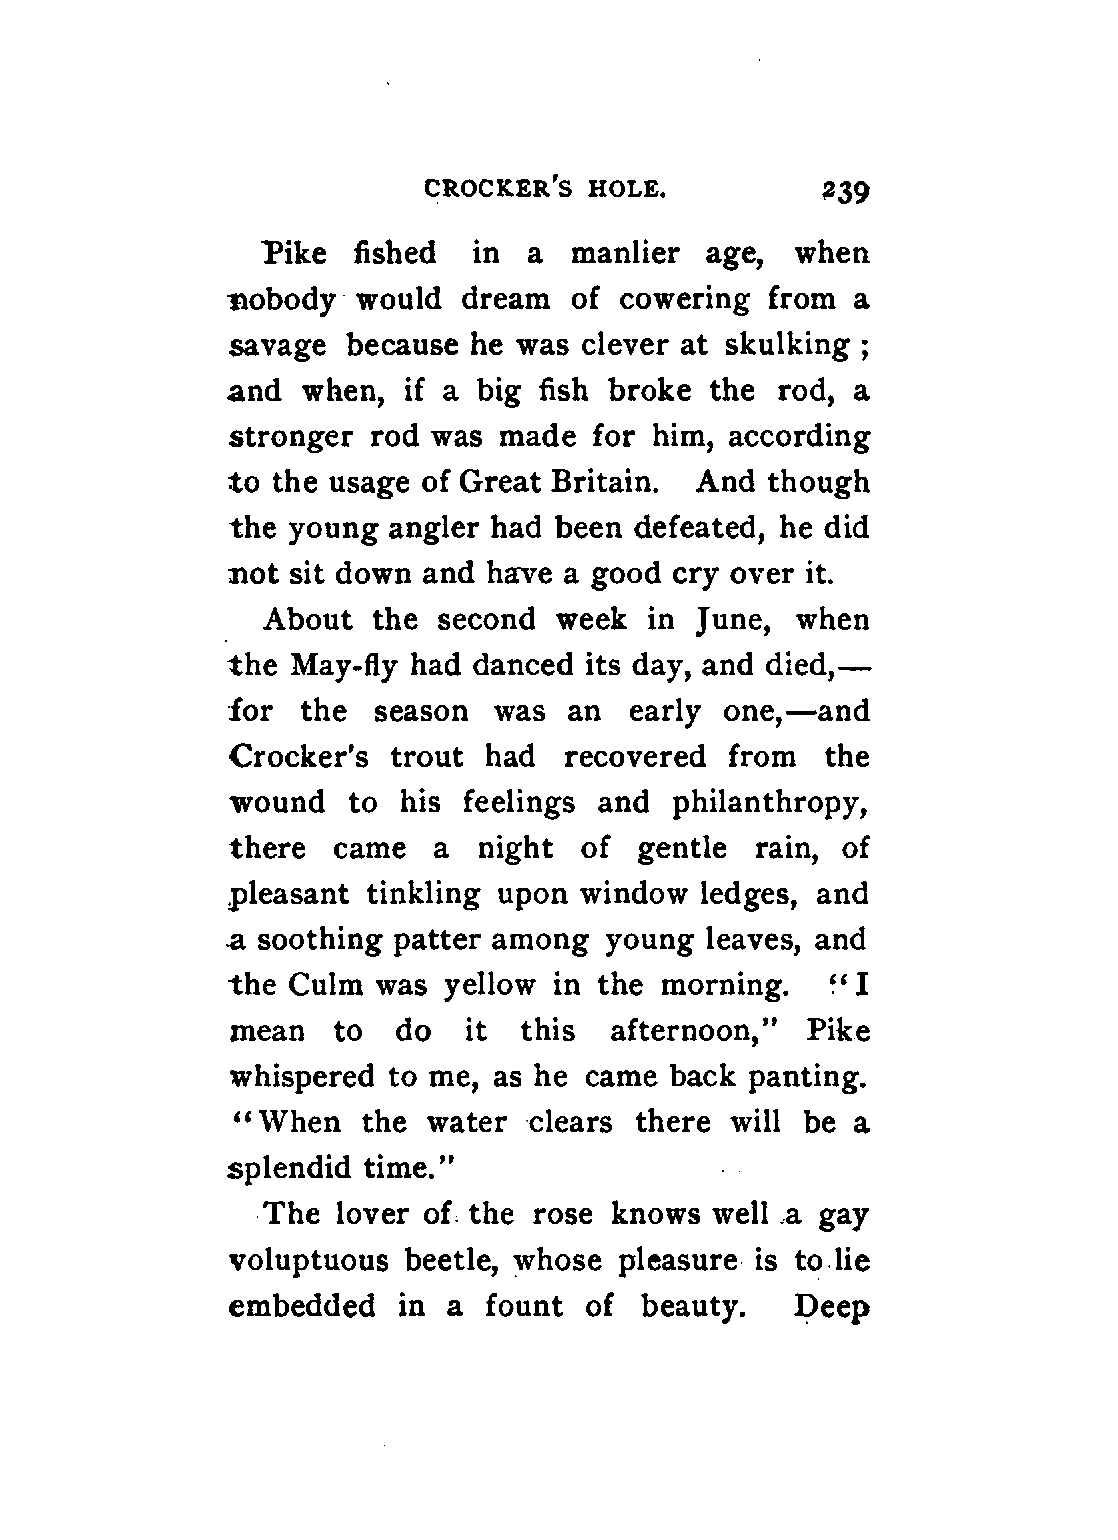 CROCKER'S HOLE. 239
Pike fished in a manlier age, when
nobody would dream of cowering from a
savage because he was clever at skulking ;
and when, if a big fish broke the rod, a
stronger rod was made for him, according
to the usage of Great Britain. And though
the young angler had been defeated, he did
not sit down and have a good cry over it.
About the second week in June, when
the May-fly had danced its day, and died,—
for the season was an early one,—and
Crocker's trout had recovered from the
wound to his feelings and philanthropy,
there came a night of gentle rain, of
pleasant tinkling upon window ledges, and
a soothing patter among young leaves, and
the Culm was yellow in the morning. "I
mean to do it this afternoon," Pike
whispered to me, as he came back panting.
"When the water clears there will be a
splendid time."
The lover of the rose knows well a gay
voluptuous beetle, whose pleasure is to lie
embedded in a fount of beauty. Deep